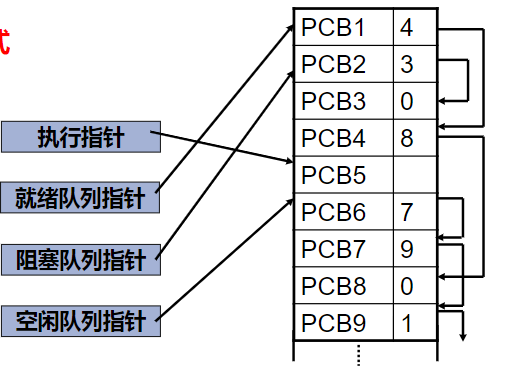 式
执行指针
就绪队列指针
阻塞队列指针
空闲队列指针
PCB1 4
PCB2 3
PCB3 0
PCB4 8
PCB5
PCB6 7
PCB7 9
PCB8 0
PCB9 1